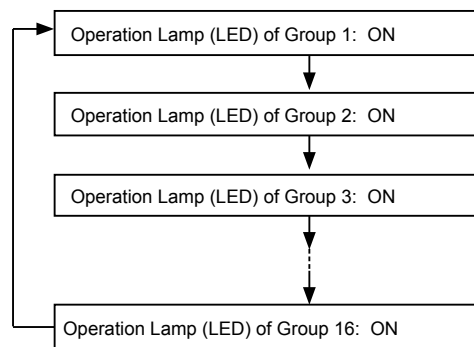 Operation Lamp (LED) of Group 1: ON
Operation Lamp (LED) of Group 2: ON
Operation Lamp (LED) of Group 3: ON
Operation Lamp (LED) of Group 16: ON